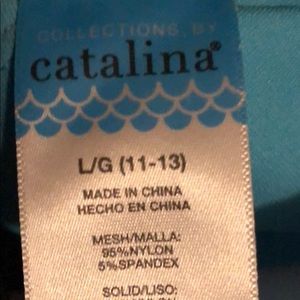 COLLECTIONS BY
catalina®
L/G (11-13)
MADE IN CHINA
HECHO EN CHINA
MESH/MALLA:
95%NYLON
5%SPANDEX
SOLID/LISO: